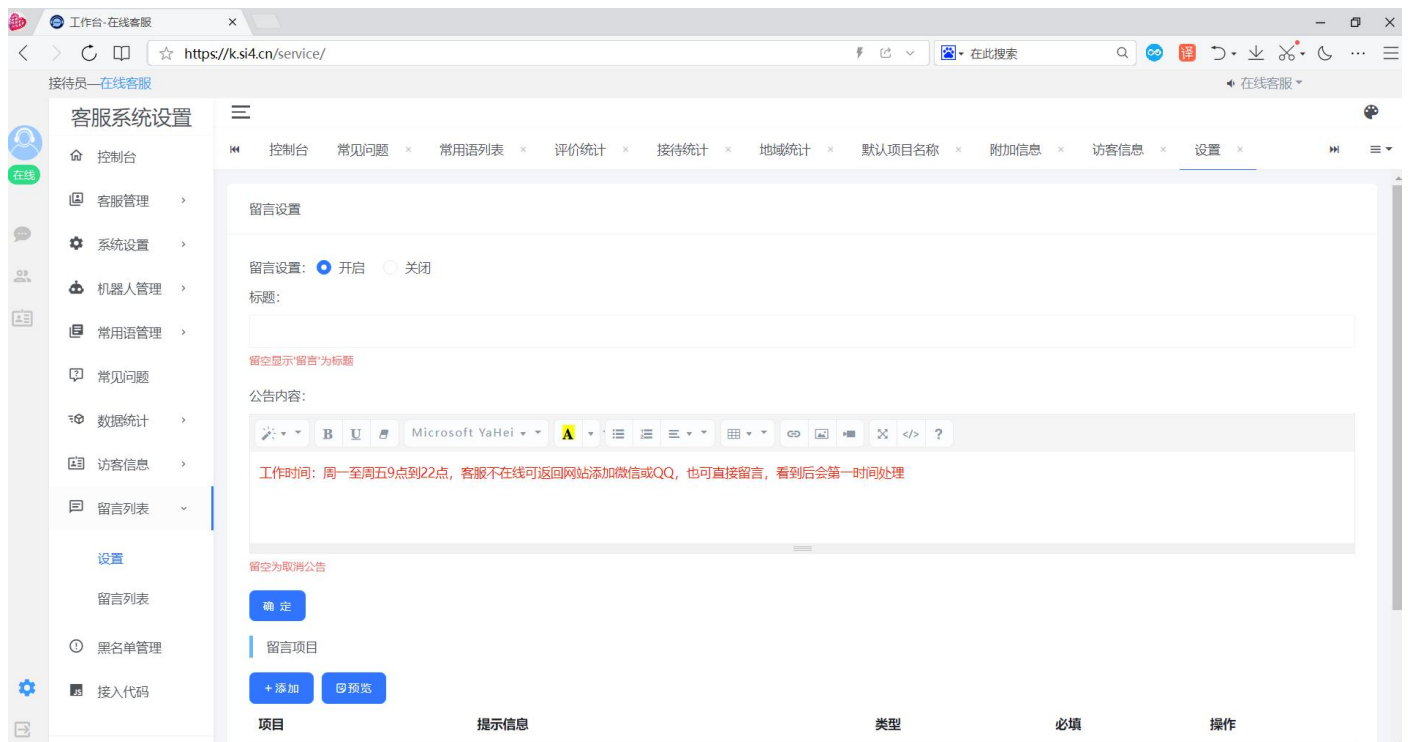 工作台-在线客服
https://k.si4.cn/service/
在此搜索
译
接待员—在线客服
在线客服
客服系统设置
在线
控制台
客服管理
系统设置
机器人管理
常用语管理
常见问题
数据统计
访客信息
留言列表
设置
留言列表
黑名单管理
接入代码
控制台 常见问题 常用语列表 评价统计 接待统计 地域统计 默认项目名称 附加信息 访客信息 设置
留言设置
留言设置: 开启 关闭
标题:
留空显示'留言'为标题
公告内容:
B U Microsoft YaHei A </> ?
工作时间：周一至周五9点到22点，客服不在线可返回网站添加微信或QQ，也可直接留言，看到后会第一时间处理
留空为取消公告
确 定
留言项目
+添加 预览
项目 提示信息 类型 必填 操作